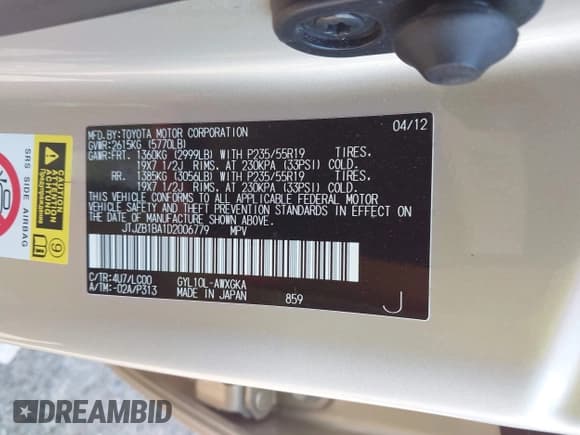 MFD.BY:TOYOTA MOTOR CORPORATION 04/12
GVWR:2615KG (5770LB)
GAWR:FRT. 1360KG (2999LB) WITH P235/55R19 TIRES.
19X7 1/2J RIMS. AT 230KPA (33PSI) COLD.
RR. 1385KG (3056LB) WITH P235/55R19 TIRES.
19X7 1/2J RIMS. AT 230KPA (33PSI) COLD.
THIS VEHICLE CONFORMS TO ALL APPLICABLE FEDERAL MOTOR
VEHICLE SAFETY AND THEFT PREVENTION STANDARDS IN EFFECT ON
THE DATE OF MANUFACTURE SHOWN ABOVE.
JTJZB1BA1D2006779 MPV
C/TR:4U7/LC00 GYL10L-AWXGKA
A/TM:-02A/P313 MADE IN JAPAN 859
J
SRS SIDE AIRBAG
9
DREAMBID